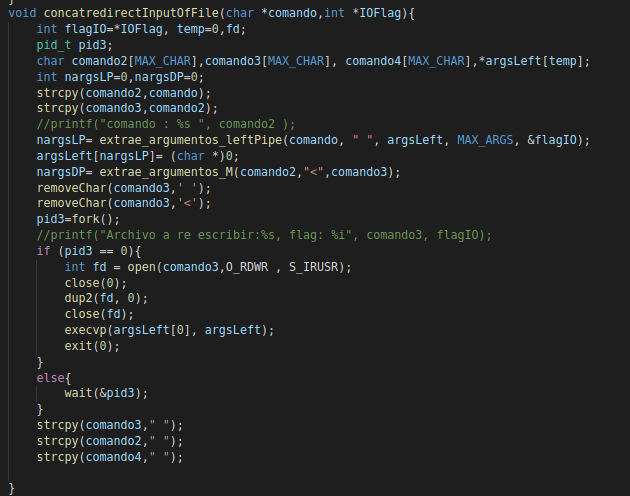 void concatredirectInputOfFile(char *comando,int *IOFlag){
int flagIO=*IOFlag, temp=0,fd;
pid_t pid3;
char comando2[MAX_CHAR],comando3[MAX_CHAR], comando4[MAX_CHAR],*argsLeft[temp];
int nargsLP=0,nargsDP=0;
strcpy(comando2,comando);
strcpy(comando3,comando2);
//printf("comando : %s ", comando2 );
nargsLP= extrae_argumentos_leftPipe(comando, " ", argsLeft, MAX_ARGS, &flagIO);
argsLeft[nargsLP]= (char *)0;
nargsDP= extrae_argumentos_M(comando2,"<",comando3);
removeChar(comando3,' ');
removeChar(comando3,'<');
pid3=fork();
//printf("Archivo a re escribir:%s, flag: %i", comando3, flagIO);
if (pid3 == 0){
int fd = open(comando3,O_RDWR , S_IRUSR);
close(0);
dup2(fd, 0);
close(fd);
execvp(argsLeft[0], argsLeft);
exit(0);
}
else{
wait(&pid3);
}
strcpy(comando3," ");
strcpy(comando2," ");
strcpy(comando4," ");
}